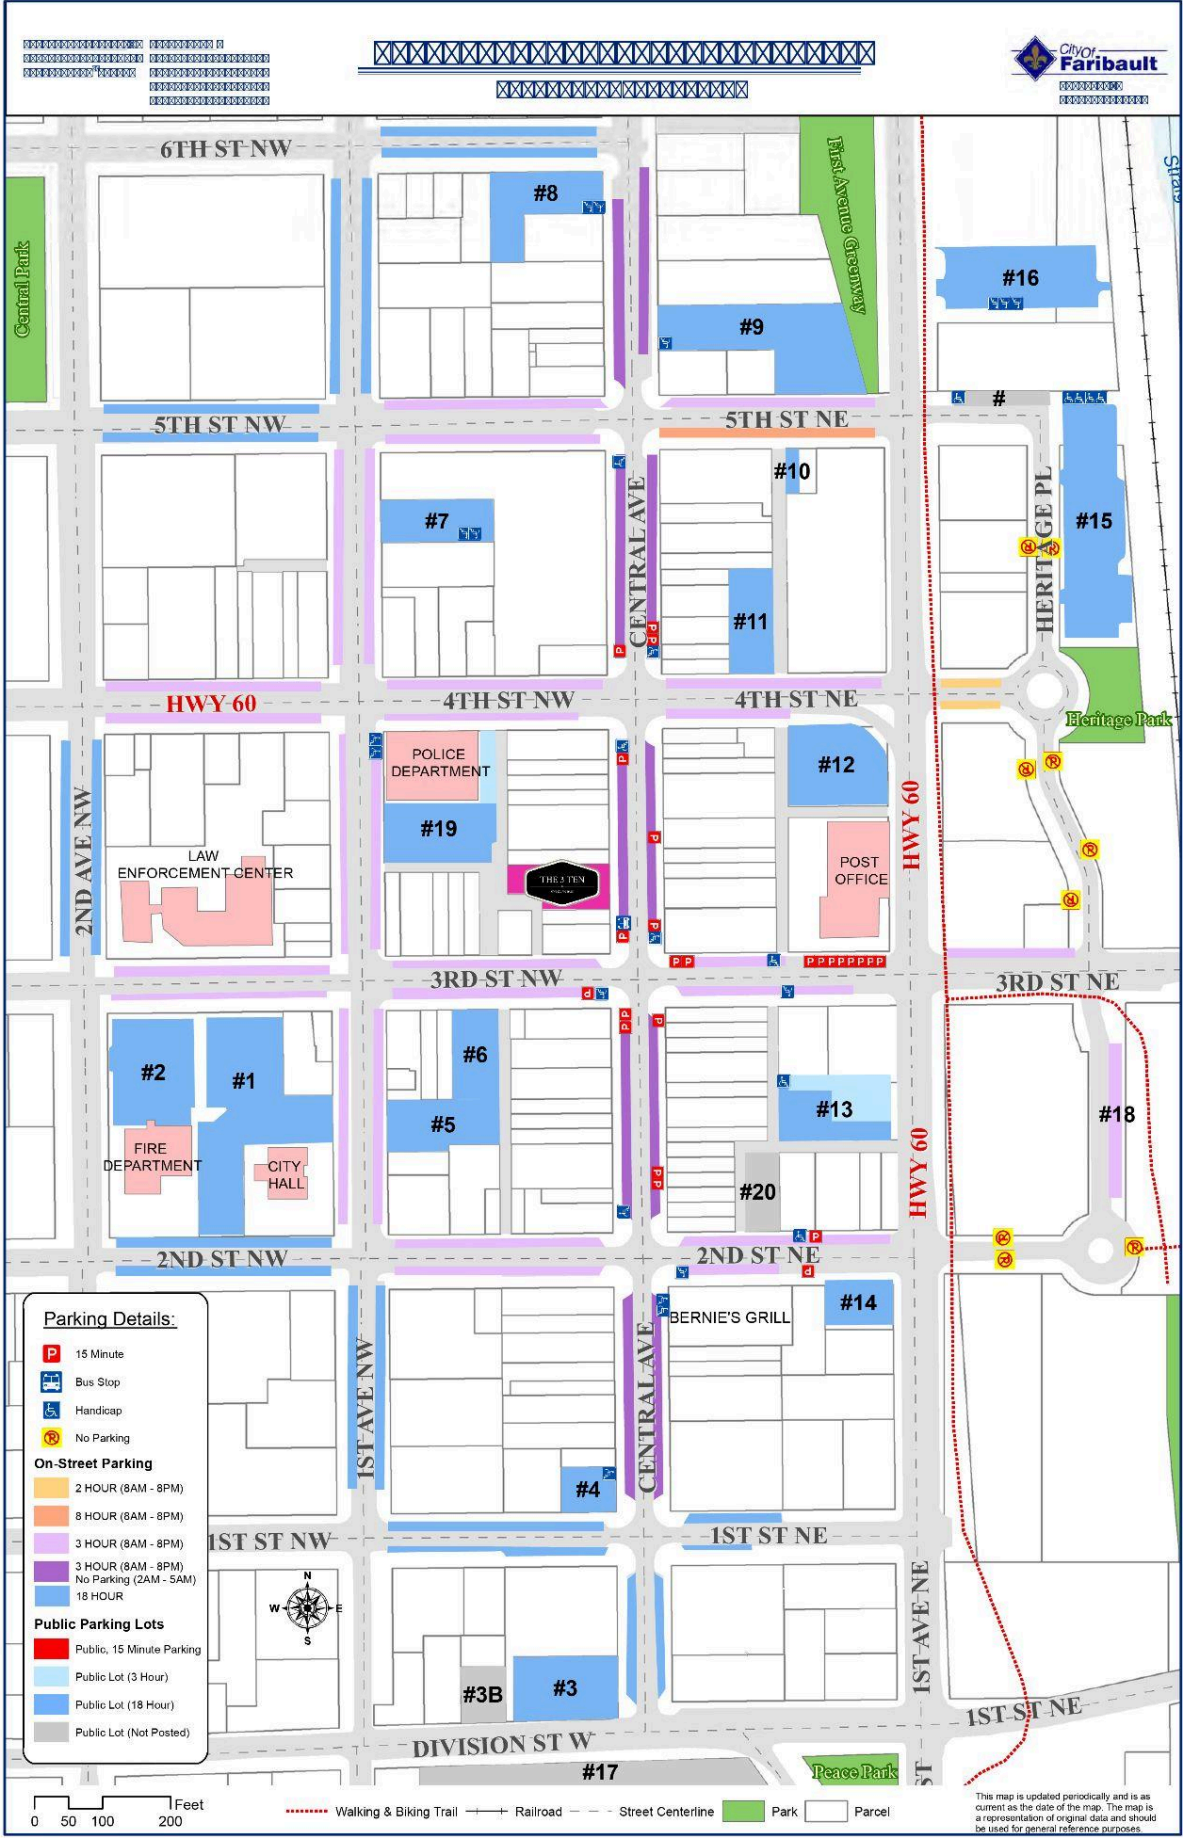 City Of
Faribault
6TH ST NW
#8
First Avenue Greenway
Central Park
#16
#9
#
5TH ST NW
5TH ST NE
#10
#7
CENTRAL AVE
HERITAGE PL
#15
#11
HWY 60
4TH ST NW
4TH ST NE
Heritage Park
POLICE
DEPARTMENT
#12
2ND AVE NW
#19
HWY 60
LAW
ENFORCEMENT CENTER
THE 3 TEN
POST
OFFICE
3RD ST NW
3RD ST NE
#2
#1
#6
#5
#13
#18
FIRE
DEPARTMENT
CITY
HALL
#20
HWY 60
2ND ST NW
2ND ST NE
BERNIE'S GRILL
#14
Parking Details:
15 Minute
Bus Stop
Handicap
No Parking
On-Street Parking
2 HOUR (8AM - 8PM)
8 HOUR (8AM - 8PM)
3 HOUR (8AM - 8PM)
3 HOUR (8AM - 8PM)
No Parking (2AM - 5AM)
18 HOUR
Public Parking Lots
Public, 15 Minute Parking
Public Lot (3 Hour)
Public Lot (18 Hour)
Public Lot (Not Posted)
1ST AVE NW
CENTRAL AVE
#4
1ST ST NW
1ST ST NE
N
W
E
S
1ST AVE NE
#3B
#3
1ST ST NE
DIVISION ST W
#17
Peace Park
ST
Feet
0 50 100 200
Walking & Biking Trail
Railroad
Street Centerline
Park
Parcel
This map is updated periodically and is as
current as the date of the map. The map is
a representation of original data and should
be used for general reference purposes.